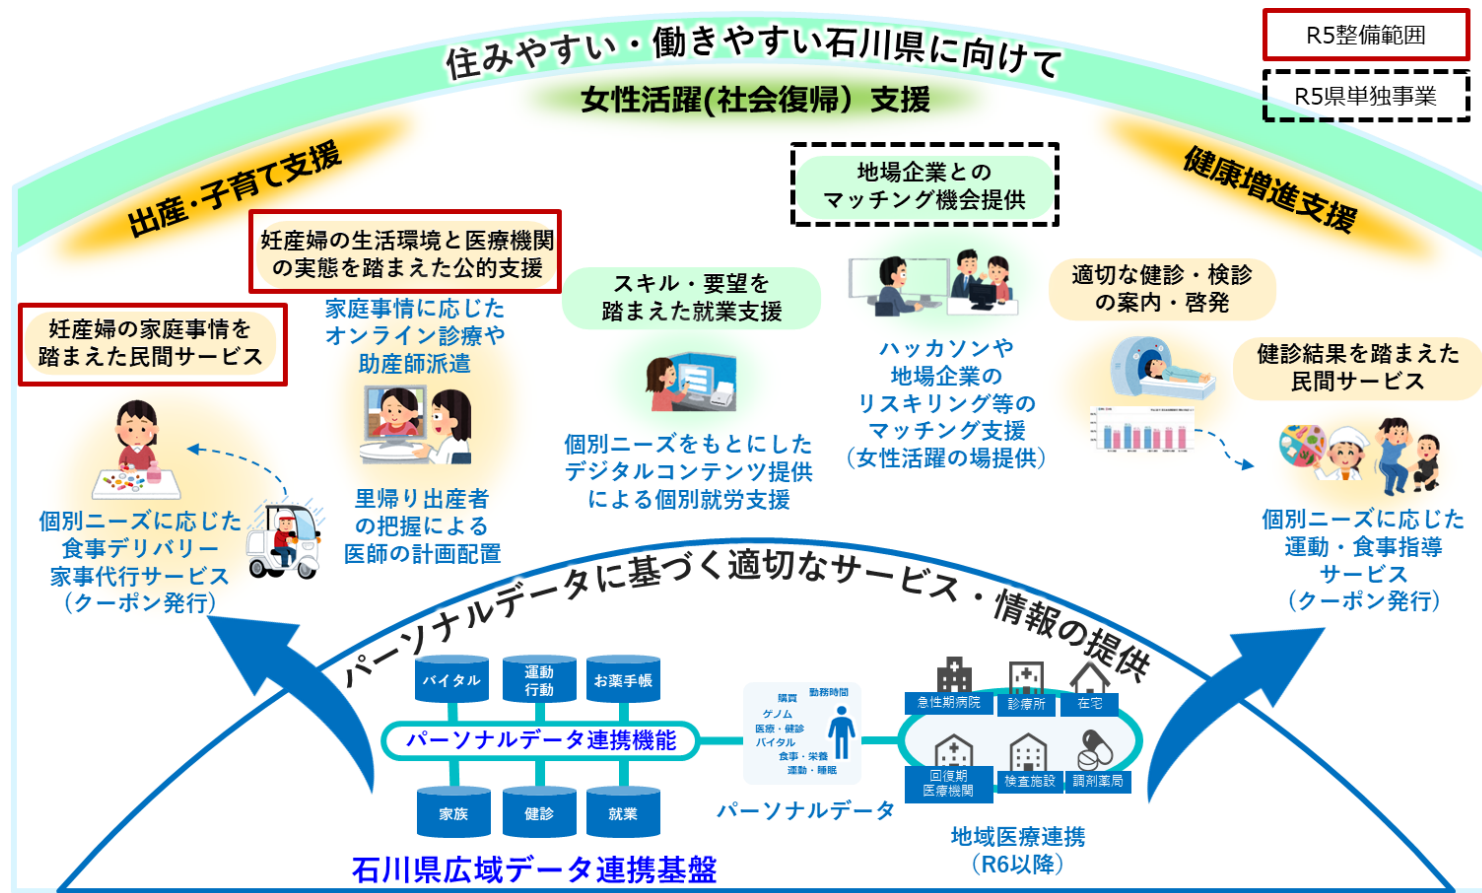 住みやすい・働きやすい石川県に向けて
R5整備範囲
R5県単独事業
女性活躍(社会復帰）支援
出産・子育て支援
健康増進支援
妊産婦の家庭事情を
踏まえた民間サービス
個別ニーズに応じた
食事デリバリー
家事代行サービス
（クーポン発行）
妊産婦の生活環境と医療機関
の実態を踏まえた公的支援
家庭事情に応じた
オンライン診療や
助産師派遣
里帰り出産者
の把握による
医師の計画配置
スキル・要望を
踏まえた就業支援
個別ニーズをもとにした
デジタルコンテンツ提供
による個別就労支援
地場企業との
マッチング機会提供
ハッカソンや
地場企業の
リスキリング等の
マッチング支援
（女性活躍の場提供）
適切な健診・検診
の案内・啓発
健診結果を踏まえた
民間サービス
個別ニーズに応じた
運動・食事指導
サービス
（クーポン発行）
パーソナルデータに基づく適切なサービス・情報の提供
バイタル
運動
行動
お薬手帳
パーソナルデータ連携機能
家族
健診
就業
石川県広域データ連携基盤
購買
勤務時間
ゲノム
医療・健診
バイタル
食事・栄養
運動・睡眠
パーソナルデータ
急性期病院
診療所
在宅
回復期
医療機関
検査施設
調剤薬局
地域医療連携
（R6以降）